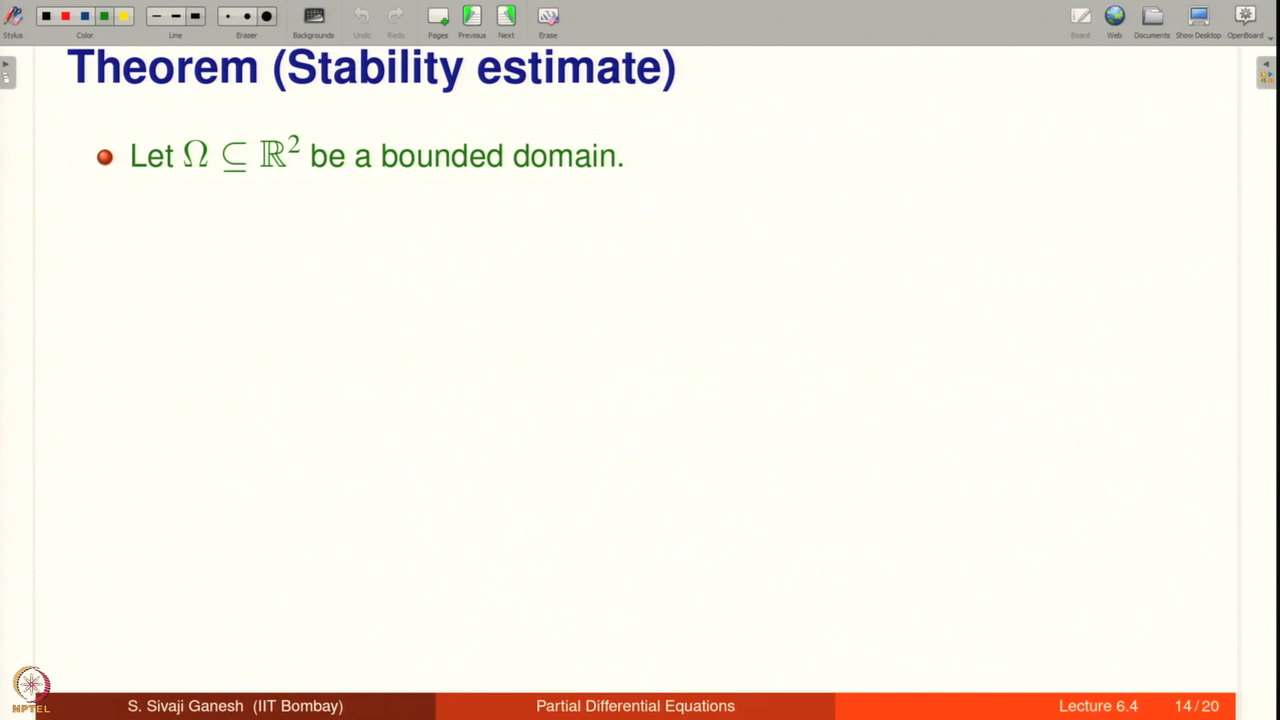 Stylus Color Line Eraser Backgrounds Undo Redo Pages Previous Next Erase Board Web Documents Show Desktop OpenBoard
Theorem (Stability estimate)
Let Ω ⊆ ℝ² be a bounded domain.
NPTEL
S. Sivaji Ganesh (IIT Bombay) Partial Differential Equations Lecture 6.4 14/20